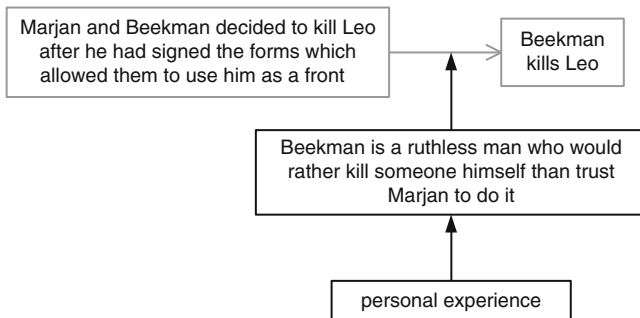 Marjan and Beekman decided to kill Leo
after he had signed the forms which
allowed them to use him as a front
Beekman
kills Leo
Beekman is a ruthless man who would
rather kill someone himself than trust
Marjan to do it
personal experience